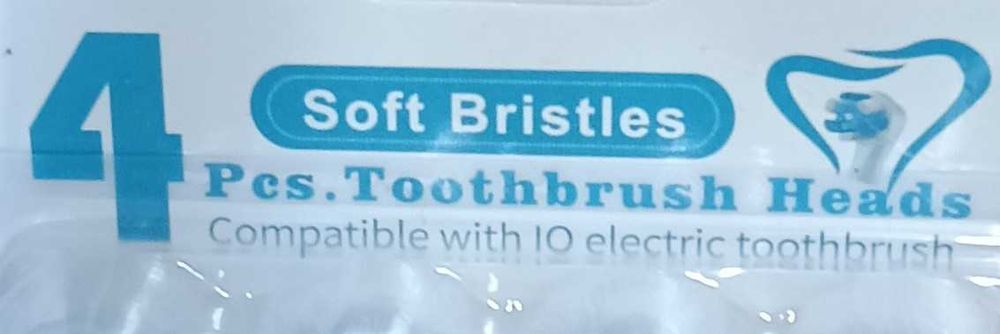 4
Soft Bristles
Pcs.Toothbrush Heads
Compatible with IO electric toothbrush